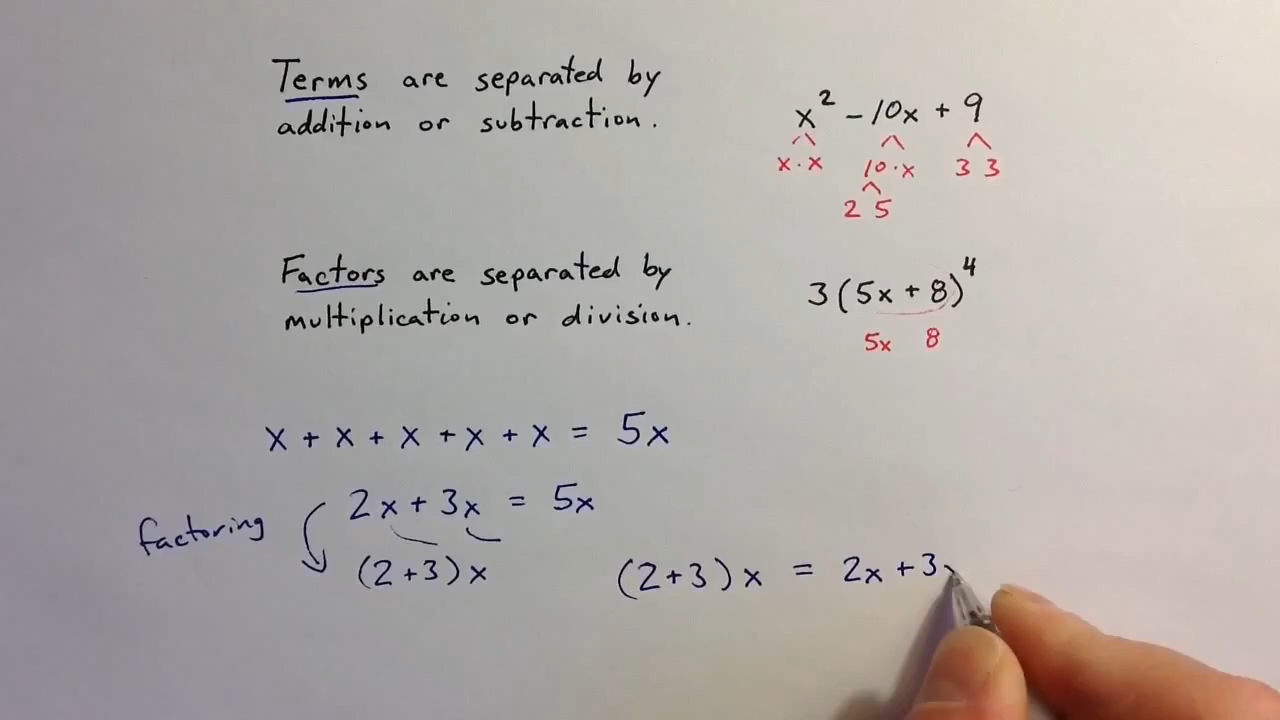 Terms are separated by
addition or subtraction.
x² - 10x + 9
x·x 10·x 3 3
2 5
Factors are separated by
multiplication or division.
3(5x + 8)⁴
5x 8
x + x + x + x + x = 5x
2x + 3x = 5x
factoring
(2+3)x
(2+3)x = 2x + 3